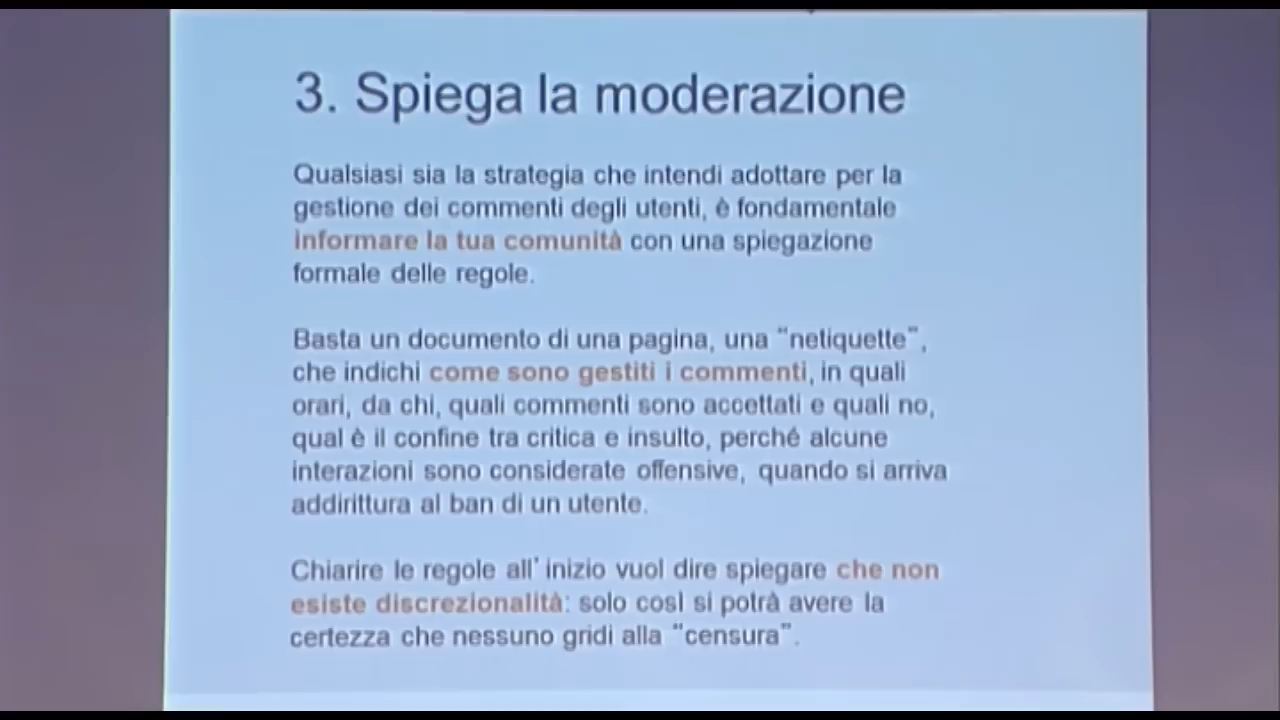 3. Spiega la moderazione
Qualsiasi sia la strategia che intendi adottare per la
gestione dei commenti degli utenti, è fondamentale
informare la tua comunità con una spiegazione
formale delle regole.
Basta un documento di una pagina, una “netiquette”,
che indichi come sono gestiti i commenti, in quali
orari, da chi, quali commenti sono accettati e quali no,
qual è il confine tra critica e insulto, perché alcune
interazioni sono considerate offensive, quando si arriva
addirittura al ban di un utente.
Chiarire le regole all’ inizio vuol dire spiegare che non
esiste discrezionalità: solo così si potrà avere la
certezza che nessuno gridi alla “censura”.